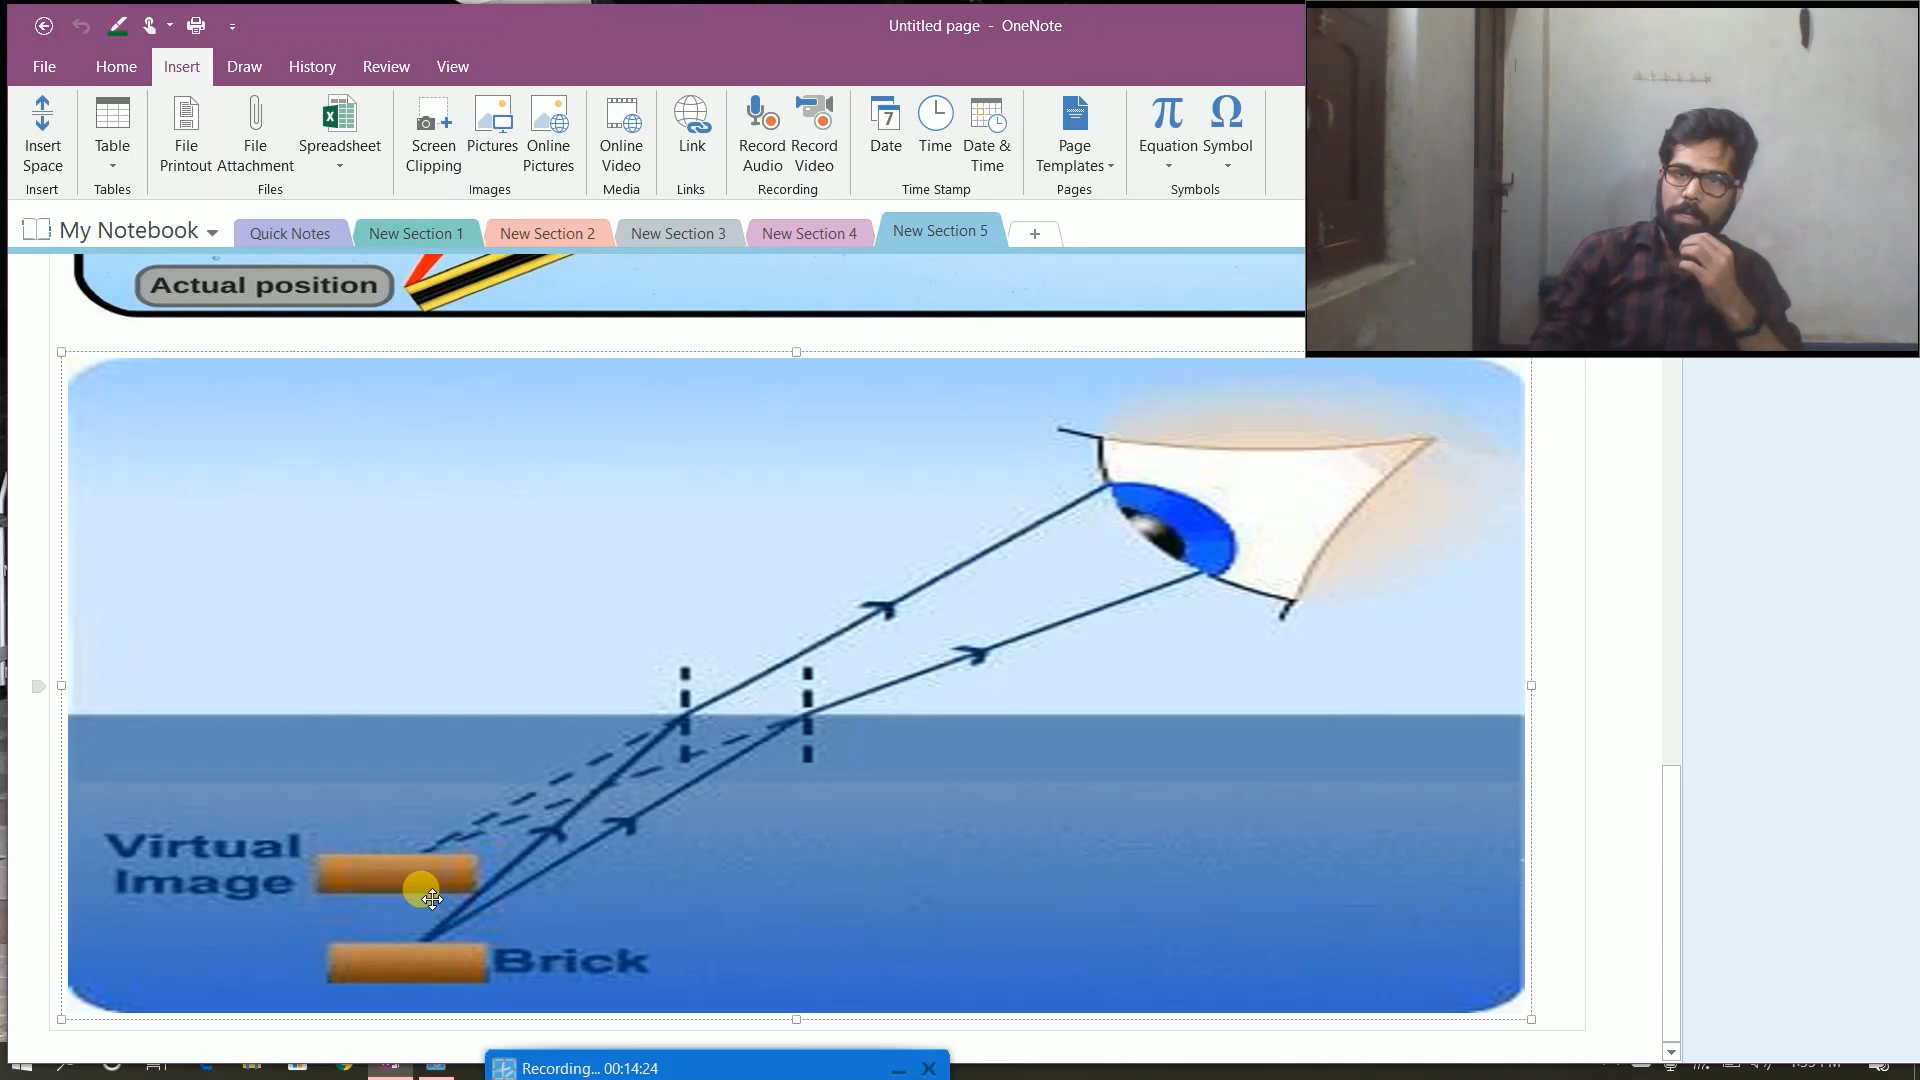 Untitled page - OneNote
File Home Insert Draw History Review View
Insert Space
Table
File Printout
File Attachment
Spreadsheet
Screen Clipping
Pictures
Online Pictures
Online Video
Link
Record Audio
Record Video
7
Date
Time
Date & Time
Page Templates
π
Equation
Ω
Symbol
Insert Tables Files Images Media Links Recording Time Stamp Pages Symbols
My Notebook Quick Notes New Section 1 New Section 2 New Section 3 New Section 4 New Section 5 +
Actual position
Virtual
Image
Brick
Recording... 00:14:24